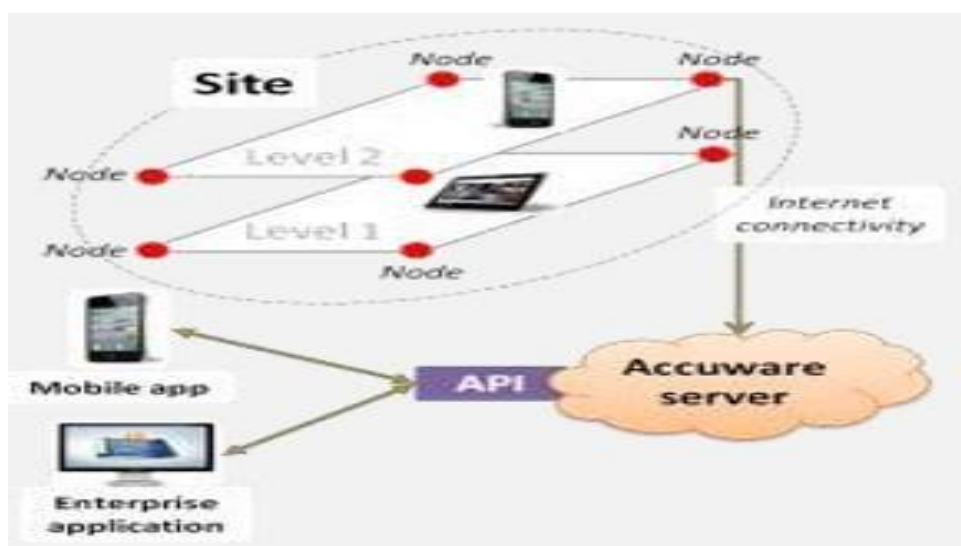 Node
Node
Site
Node
Level 2
Node
Level 1
Node
Node
Internet
connectivity
Mobile app
API
Accuware
server
Enterprise
application